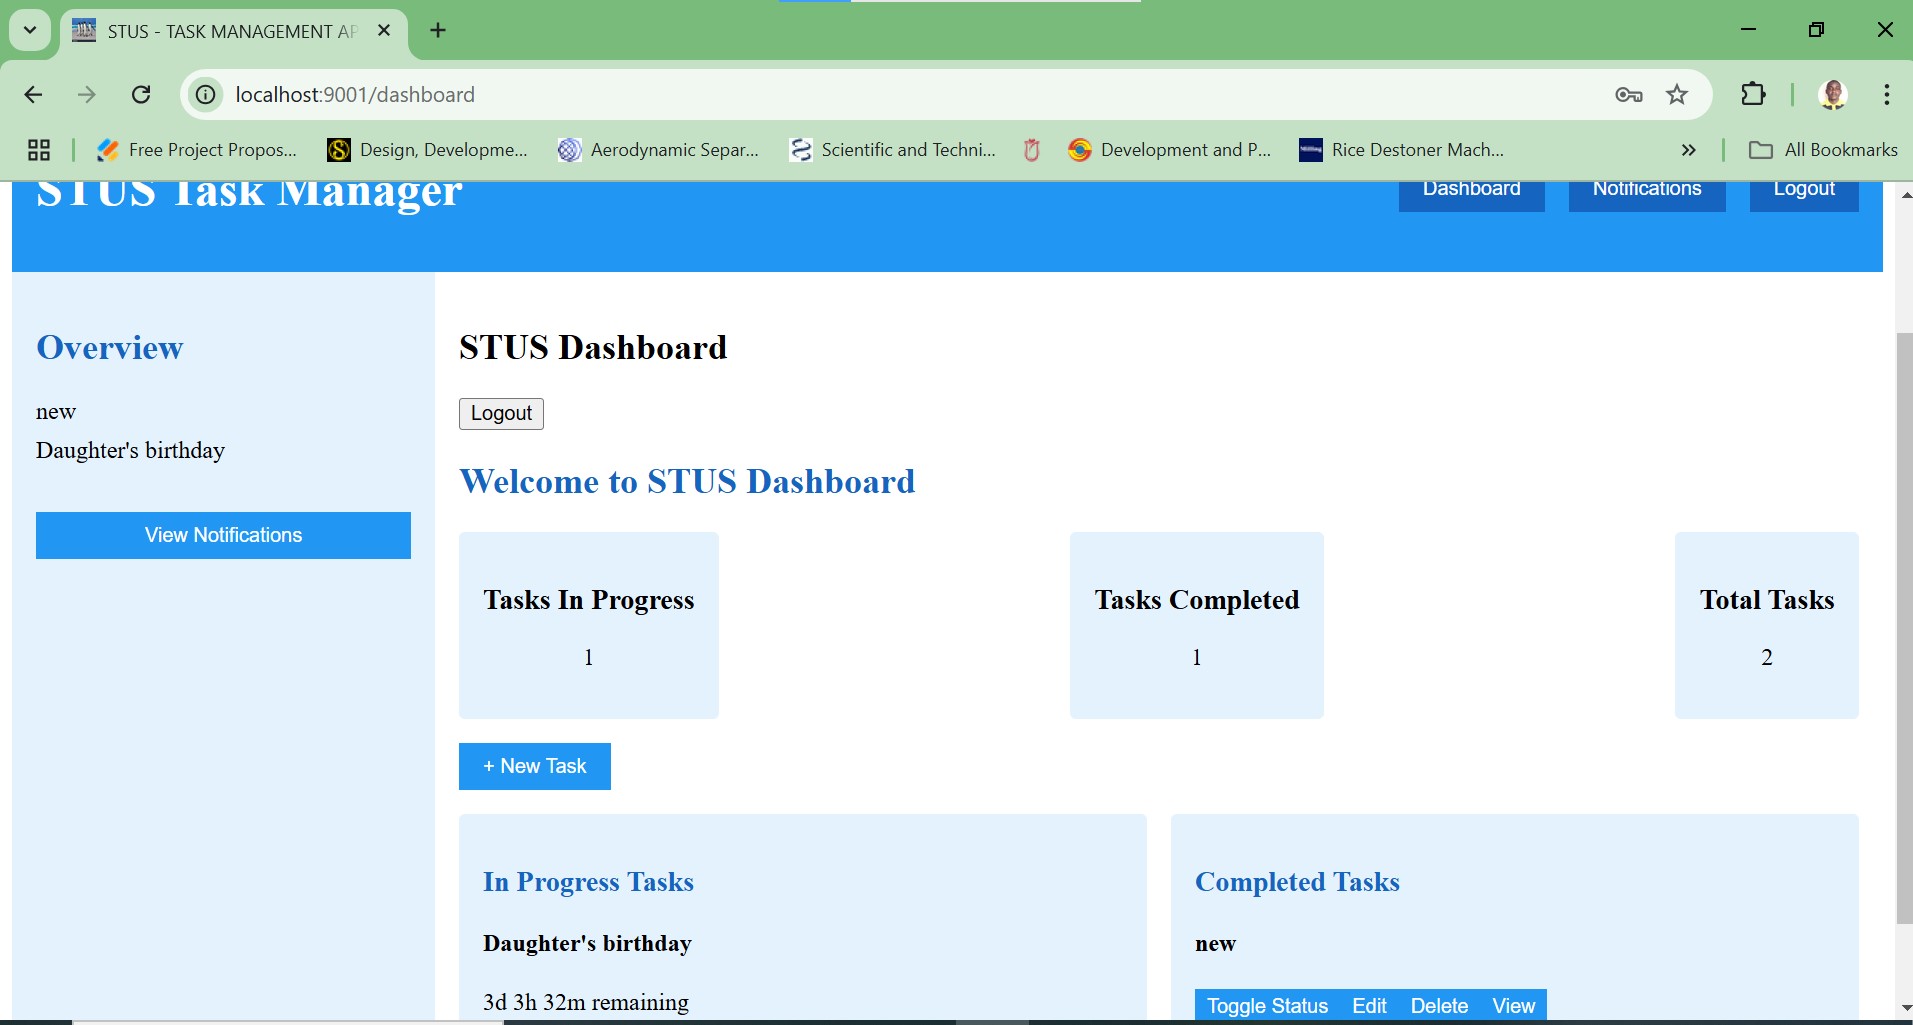 STUS - TASK MANAGEMENT AP
localhost:9001/dashboard
Free Project Propos...
Design, Developme...
Aerodynamic Separ...
Scientific and Techni...
Development and P...
Rice Destoner Mach...
All Bookmarks
STUS Task Manager
Dashboard
Notifications
Logout
Overview
new
Daughter's birthday
View Notifications
STUS Dashboard
Logout
Welcome to STUS Dashboard
Tasks In Progress
1
Tasks Completed
1
Total Tasks
2
+ New Task
In Progress Tasks
Daughter's birthday
3d 3h 32m remaining
Completed Tasks
new
Toggle Status Edit Delete View